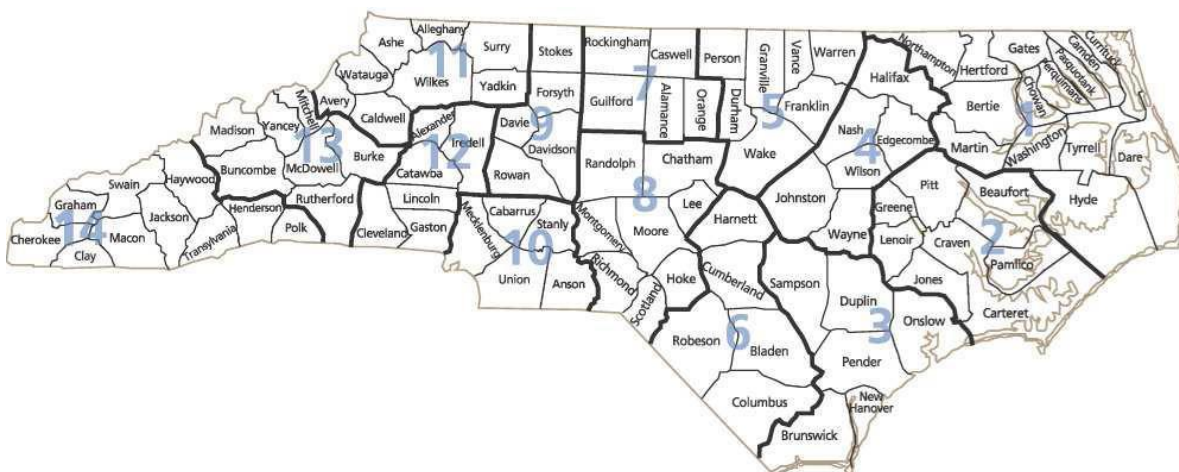 Alleghany
Ashe
Surry
Stokes
Rockingham
Caswell
Person
Granville
Vance
Warren
Northampton
Gates
Currituck
Camden
Pasquotank
Perquimans
Hertford
11
Watauga
Wilkes
Yadkin
Forsyth
7
Guilford
Alamance
Orange
Durham
5
Franklin
Halifax
Bertie
Chowan
1
Mitchell
Avery
Caldwell
Alexander
Iredell
Davie
9
Davidson
Nash
4
Edgecombe
Martin
Washington
Tyrrell
Dare
Madison
Yancey
13
McDowell
Burke
12
Catawba
Rowan
Randolph
Chatham
Wake
Wilson
Buncombe
Haywood
Swain
Rutherford
Lincoln
Cabarrus
Stanly
Montgomery
8
Moore
Lee
Harnett
Johnston
Greene
Pitt
Beaufort
Hyde
Graham
14
Jackson
Henderson
Polk
Cleveland
Gaston
Mecklenburg
10
Wayne
Lenoir
Craven
2
Pamlico
Cherokee
Macon
Clay
Transylvania
Union
Anson
Richmond
Scotland
Hoke
Cumberland
Sampson
Duplin
3
Jones
Onslow
Carteret
Robeson
6
Bladen
Pender
Columbus
New
Hanover
Brunswick